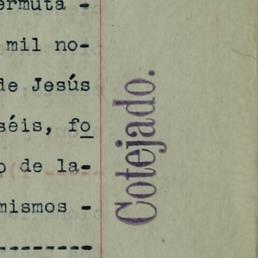 ermuta -
mil no-
de Jesús
séis, fo
o de la-
mismos -
----------
Cotejado.